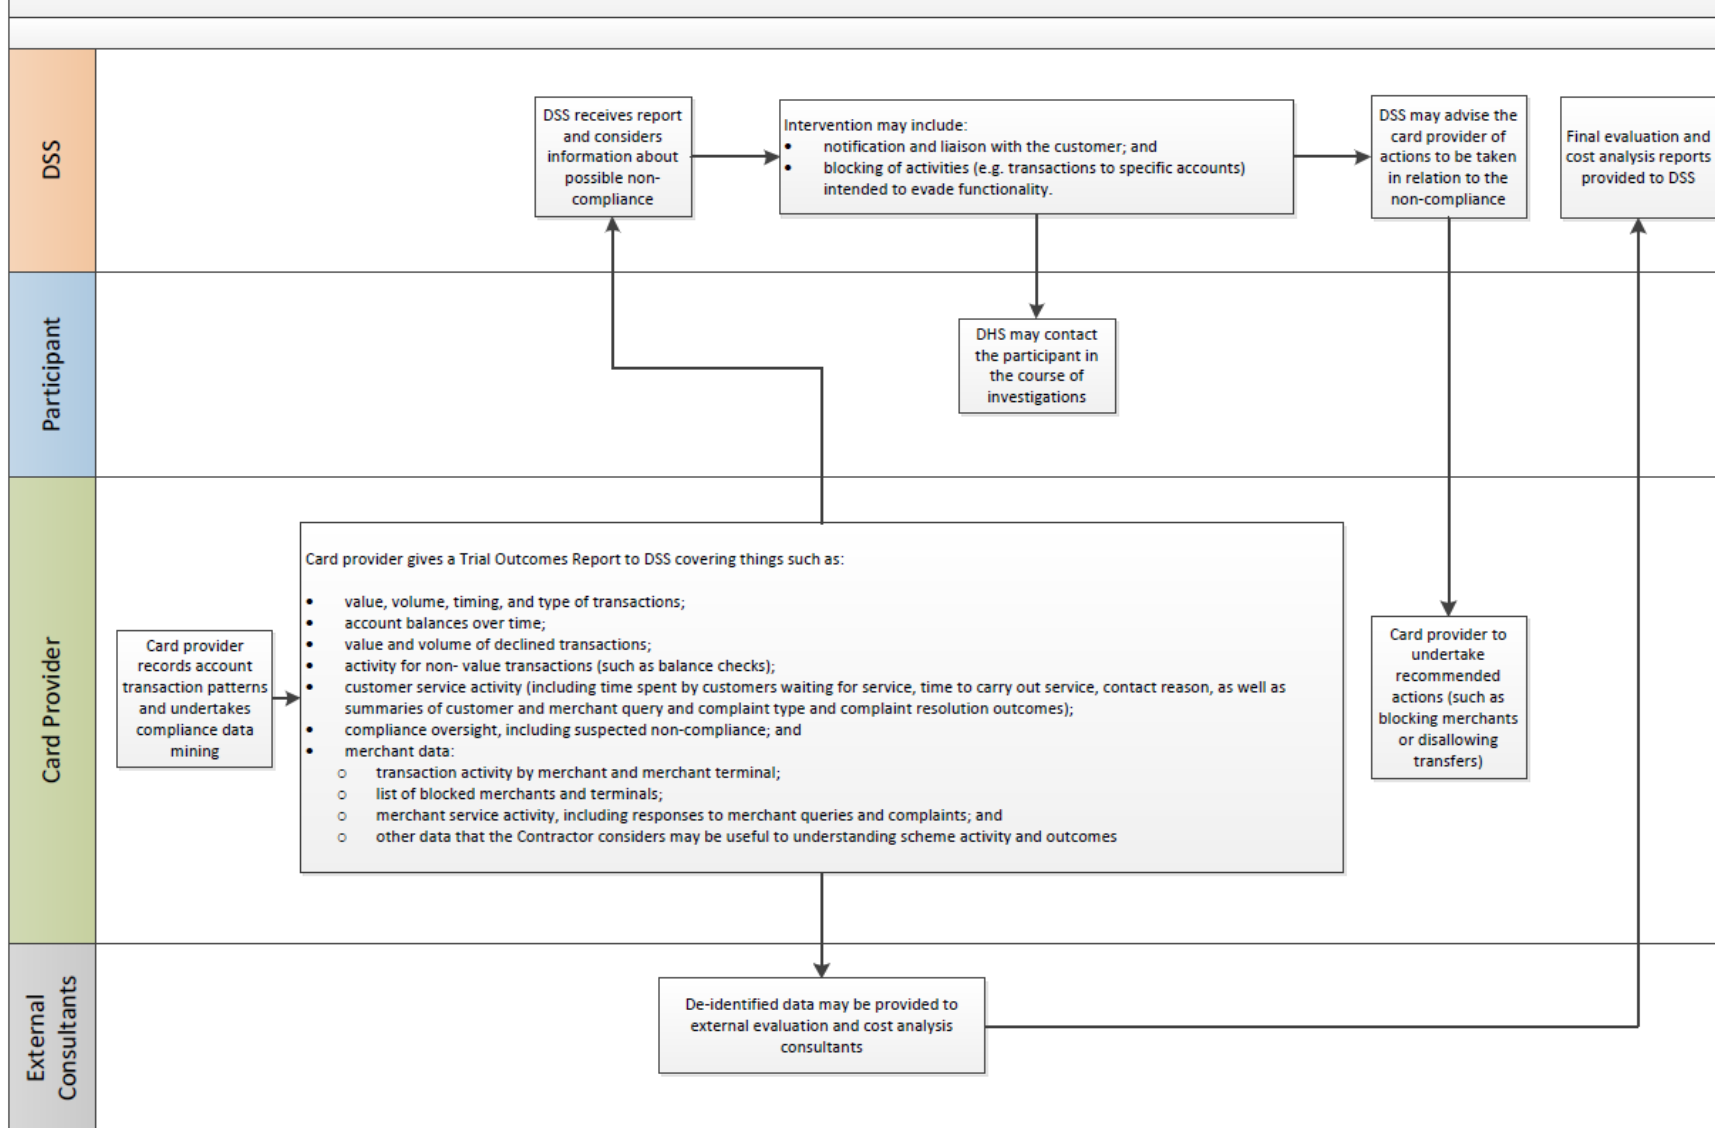 DSS
DSS receives report
and considers
information about
possible non-
compliance
Intervention may include:
• notification and liaison with the customer; and
• blocking of activities (e.g. transactions to specific accounts)
intended to evade functionality.
DSS may advise the
card provider of
actions to be taken
in relation to the
non-compliance
Final evaluation and
cost analysis reports
provided to DSS
Participant
DHS may contact
the participant in
the course of
investigations
Card Provider
Card provider
records account
transaction patterns
and undertakes
compliance data
mining
Card provider gives a Trial Outcomes Report to DSS covering things such as:
• value, volume, timing, and type of transactions;
• account balances over time;
• value and volume of declined transactions;
• activity for non- value transactions (such as balance checks);
• customer service activity (including time spent by customers waiting for service, time to carry out service, contact reason, as well as
summaries of customer and merchant query and complaint type and complaint resolution outcomes);
• compliance oversight, including suspected non-compliance; and
• merchant data:
o transaction activity by merchant and merchant terminal;
o list of blocked merchants and terminals;
o merchant service activity, including responses to merchant queries and complaints; and
o other data that the Contractor considers may be useful to understanding scheme activity and outcomes
Card provider to
undertake
recommended
actions (such as
blocking merchants
or disallowing
transfers)
External
Consultants
De-identified data may be provided to
external evaluation and cost analysis
consultants